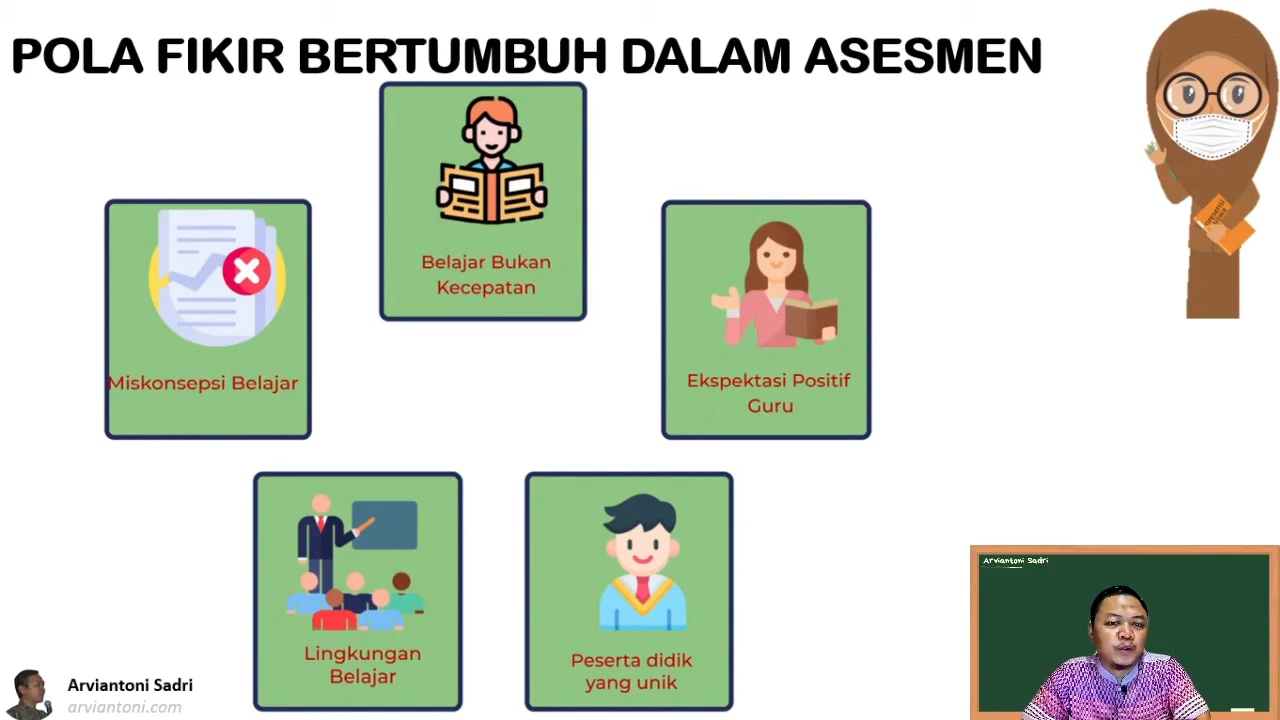 POLA FIKIR BERTUMBUH DALAM ASESMEN
Belajar Bukan
Kecepatan
Miskonsepsi Belajar
Ekspektasi Positif
Guru
Lingkungan
Belajar
Peserta didik
yang unik
Arviantoni Sadri
Arviantoni Sadri
arviantoni.com